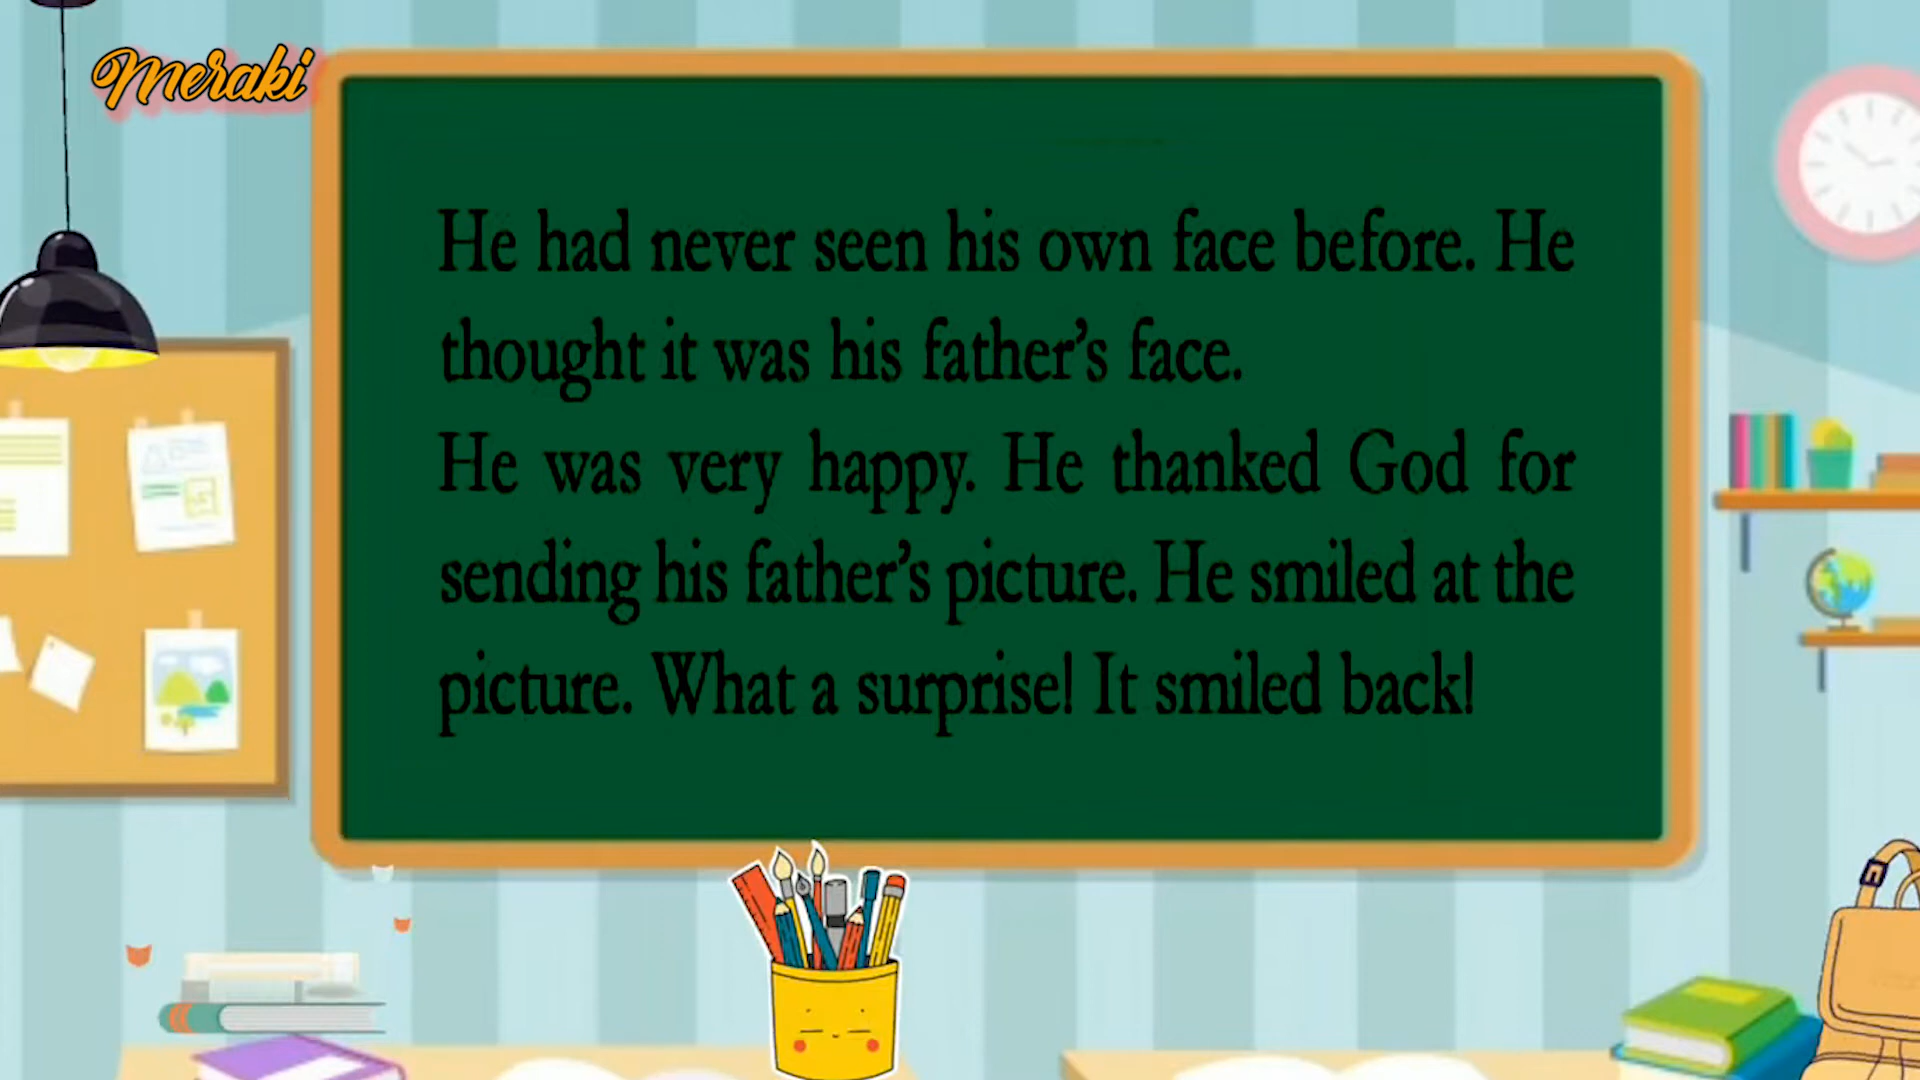 Meraki
He had never seen his own face before. He
thought it was his father's face.
He was very happy. He thanked God for
sending his father's picture. He smiled at the
picture. What a surprise! It smiled back!